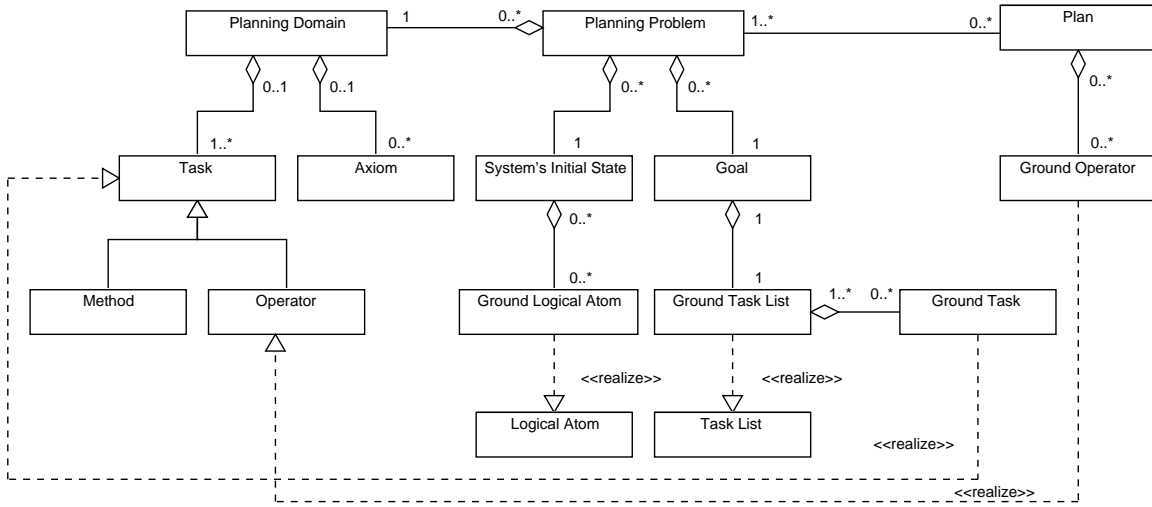 Planning Domain
1
0..*
Planning Problem
1..*
0..*
Plan
0..1
0..1
0..*
0..*
0..*
1..*
0..*
1
1
0..*
Task
Axiom
System's Initial State
Goal
Ground Operator
0..*
1
0..*
1
Method
Operator
Ground Logical Atom
Ground Task List
1..*
0..*
Ground Task
<<realize>>
<<realize>>
Logical Atom
Task List
<<realize>>
<<realize>>